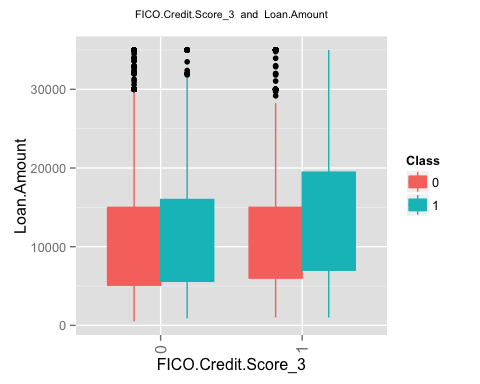 FICO.Credit.Score_3 and Loan.Amount
Loan.Amount
30000
20000
10000
0
0
1
FICO.Credit.Score_3
Class
0
1